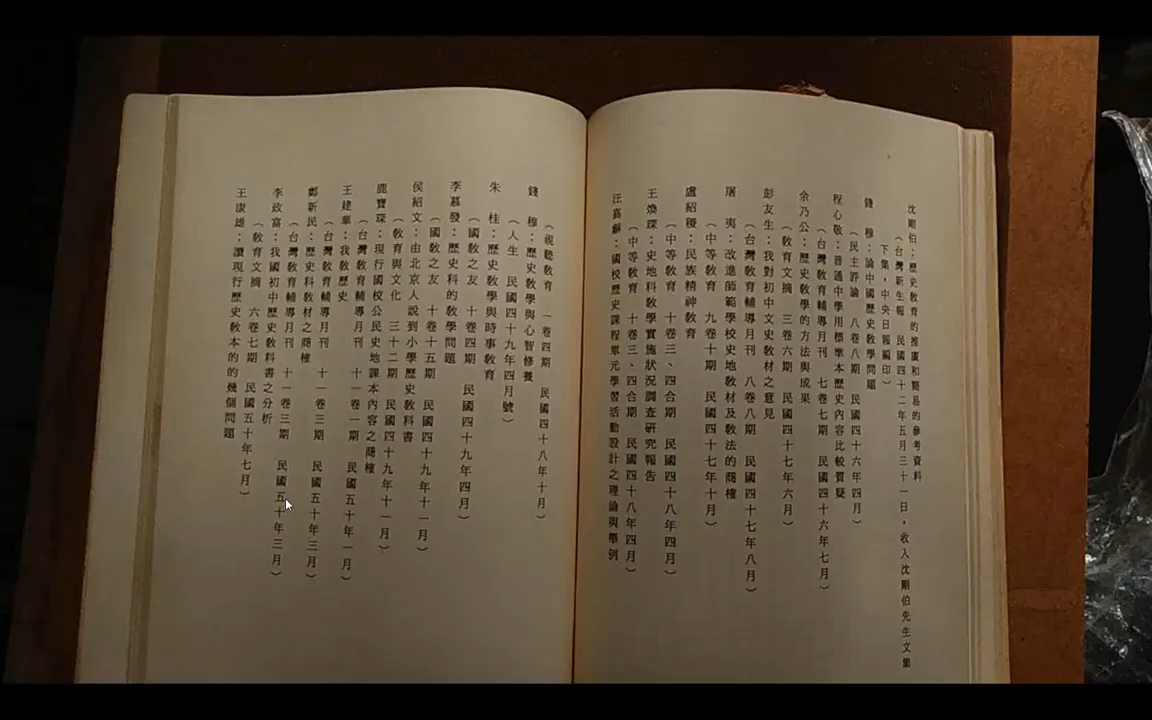 沈剛伯：歷史教育的推廣和簡易的參考資料
（台灣新生報　民國四十二年五月三十一日，收入沈剛伯先生文集
下集，中央日報編印）
錢　穆：論中國歷史教學問題
（民主評論　八卷八期　民國四十六年四月）
程心敬：普通中學用標準本歷史內容比較質疑
（台灣教育輔導月刊　七卷七期　民國四十六年七月）
余乃公：歷史教學的方法與成果
（教育文摘　三卷六期　民國四十七年六月）
彭友生：我對初中文史教材之意見
（台灣教育輔導月刊　八卷八期　民國四十七年八月）
屠　夷：改進師範學校史地教材及教法的商榷
（中等教育　九卷十期　民國四十七年十月）
盧紹稷：民族精神教育
（中等教育　十卷三、四合期　民國四十八年四月）
王煥琛：史地科教學實施狀況調查研究報告
（中等教育　十卷三、四合期　民國四十八年四月）
汪嘉穌：國校歷史課程單元學習活動設計之理論與舉例
（視聽教育　一卷四期　民國四十八年十月）
錢　穆：歷史教學與心智修養
（人生　民國四十九年四月號）
朱　桂：歷史教學與時事教育
（國教之友　十卷四期　民國四十九年四月）
李慕發：歷史科的教學問題
（國教之友　十卷十五期　民國四十九年十一月）
侯紹文：由北京人說到小學歷史教科書
（教育與文化　三十二期　民國四十九年十一月）
鹿寶琛：現行國校公民史地課本內容之商榷
（台灣教育輔導月刊　十一卷一期　民國五十年一月）
王建華：我教歷史
（台灣教育輔導月刊　十一卷三期　民國五十年三月）
鄭新民：歷史科教材之商榷
（台灣教育輔導月刊　十一卷三期　民國五十年三月）
李政富：我國初中歷史教科書之分析
（教育文摘　六卷七期　民國五十年七月）
王康雄：讀現行歷史教本的幾個問題